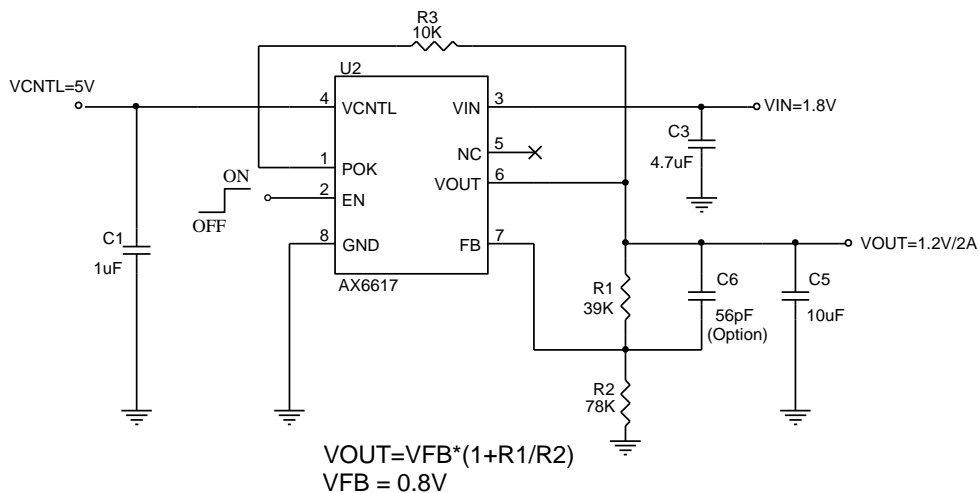 R3
10K
U2
VCNTL=5V
4
VCNTL
VIN
3
VIN=1.8V
C3
4.7uF
5
NC
1
POK
6
VOUT
ON
2
EN
OFF
8
GND
FB
7
C1
1uF
VOUT=1.2V/2A
AX6617
R1
39K
C6
56pF
(Option)
C5
10uF
R2
78K
VOUT=VFB*(1+R1/R2)
VFB = 0.8V